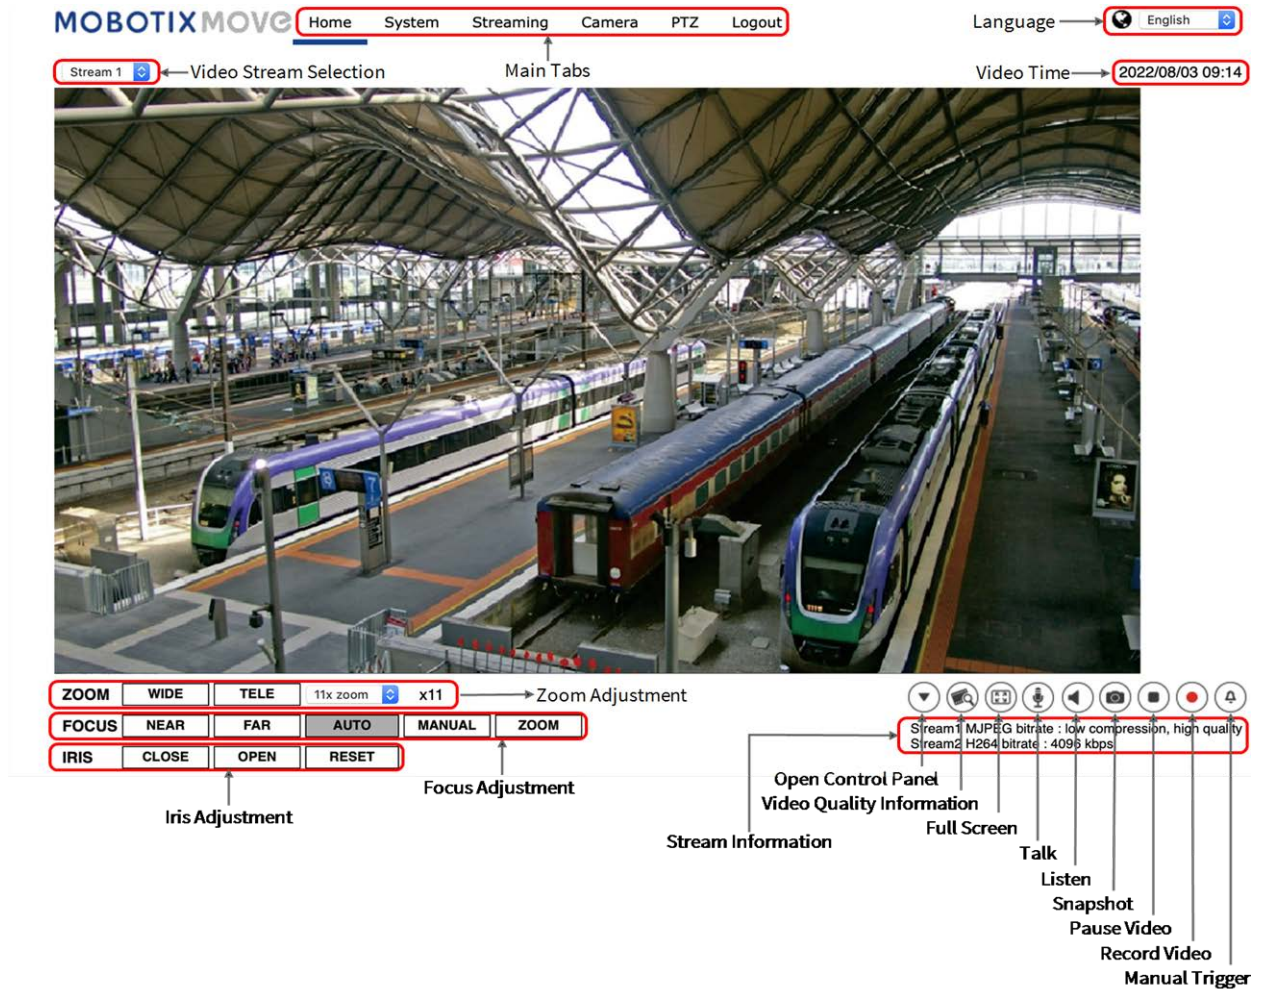 MOBOTIX MOVE Home System Streaming Camera PTZ Logout Language English
Stream 1 Video Stream Selection Main Tabs Video Time 2022/08/03 09:14
8 7
ZOOM WIDE TELE 11x zoom x11 Zoom Adjustment
FOCUS NEAR FAR AUTO MANUAL ZOOM
IRIS CLOSE OPEN RESET
Stream1 MJPEG bitrate : low compression, high quality
Stream2 H264 bitrate : 4096 kbps
Focus Adjustment
Iris Adjustment
Open Control Panel
Video Quality Information
Full Screen
Stream Information
Talk
Listen
Snapshot
Pause Video
Record Video
Manual Trigger